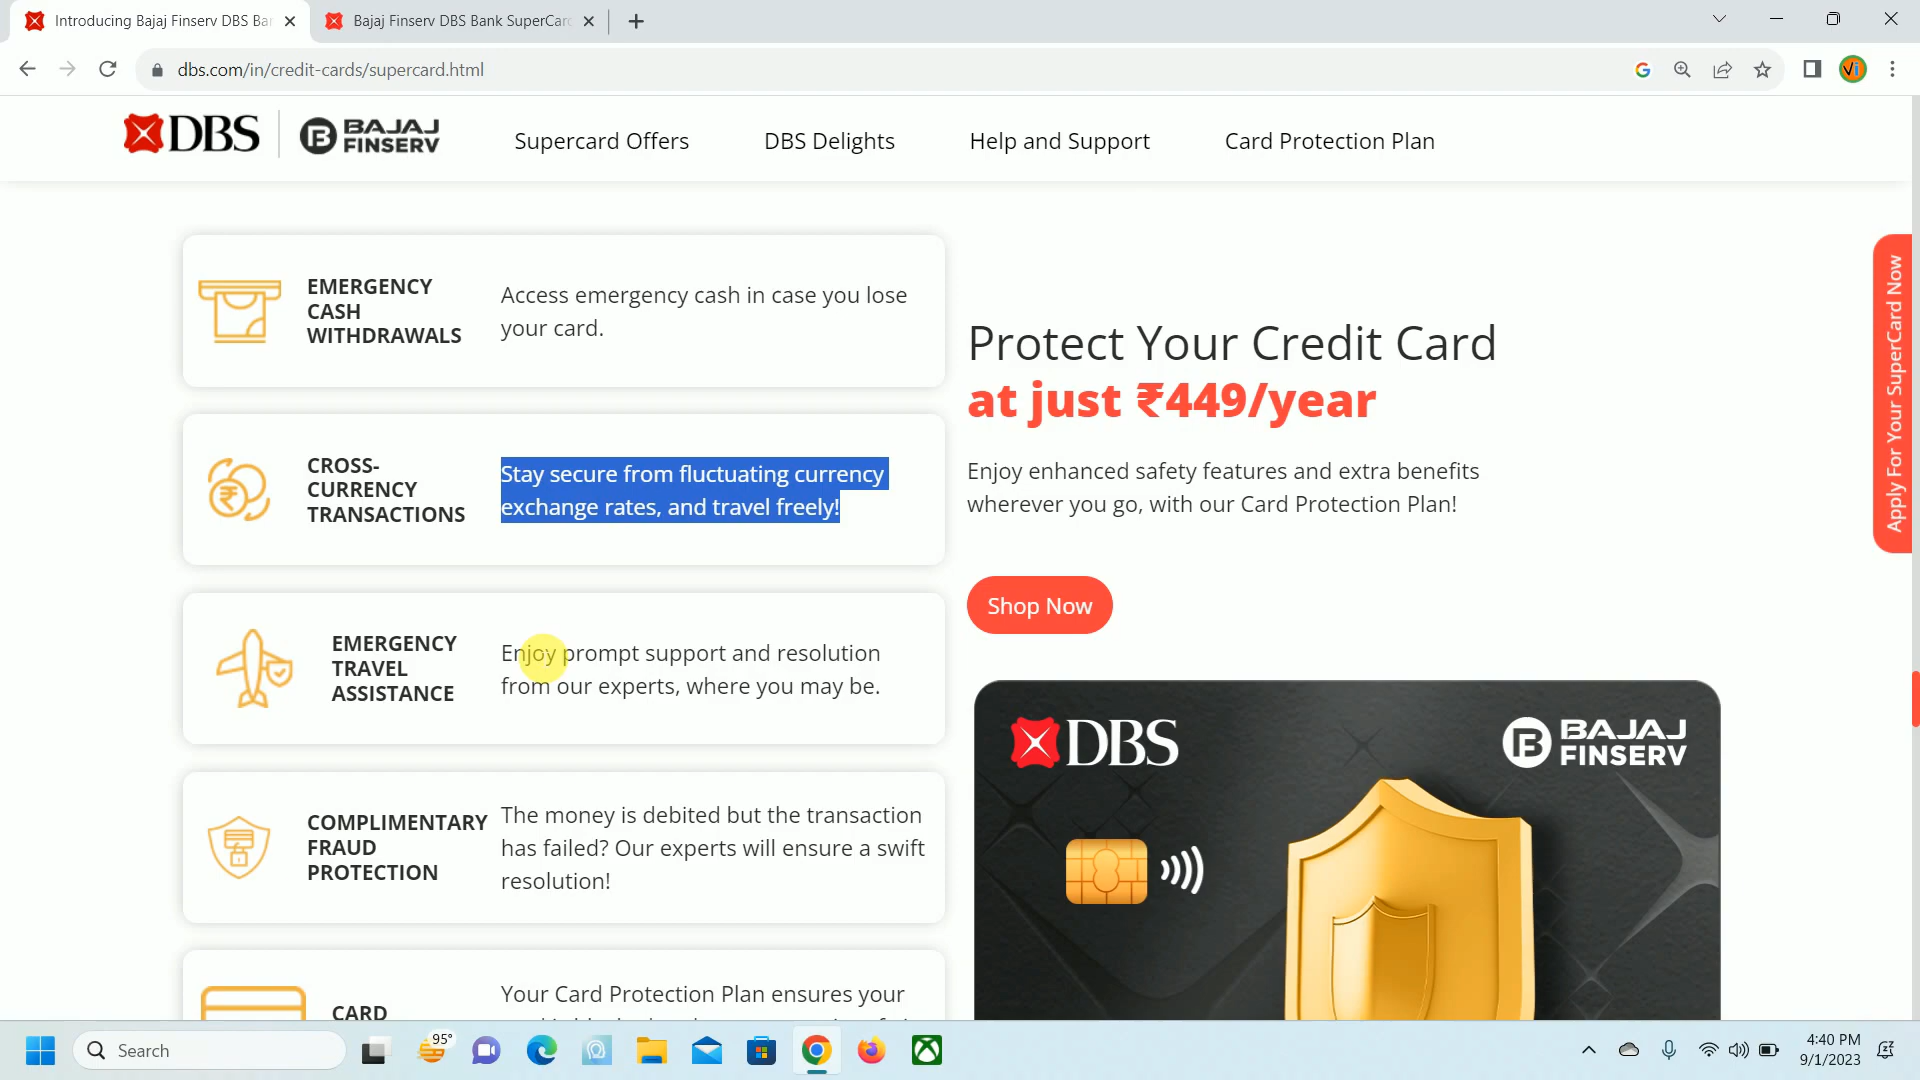 Introducing Bajaj Finserv DBS Ban
Bajaj Finserv DBS Bank SuperCard
dbs.com/in/credit-cards/supercard.html
DBS
BAJAJ
FINSERV
Supercard Offers
DBS Delights
Help and Support
Card Protection Plan
EMERGENCY
CASH
WITHDRAWALS
Access emergency cash in case you lose
your card.
CROSS-
CURRENCY
TRANSACTIONS
Stay secure from fluctuating currency
exchange rates, and travel freely!
EMERGENCY
TRAVEL
ASSISTANCE
Enjoy prompt support and resolution
from our experts, where you may be.
COMPLIMENTARY
FRAUD
PROTECTION
The money is debited but the transaction
has failed? Our experts will ensure a swift
resolution!
CARD
Your Card Protection Plan ensures your
Protect Your Credit Card
at just ₹449/year
Enjoy enhanced safety features and extra benefits
wherever you go, with our Card Protection Plan!
Shop Now
DBS
BAJAJ
FINSERV
Apply For Your SuperCard Now
Search
95°
4:40 PM
9/1/2023